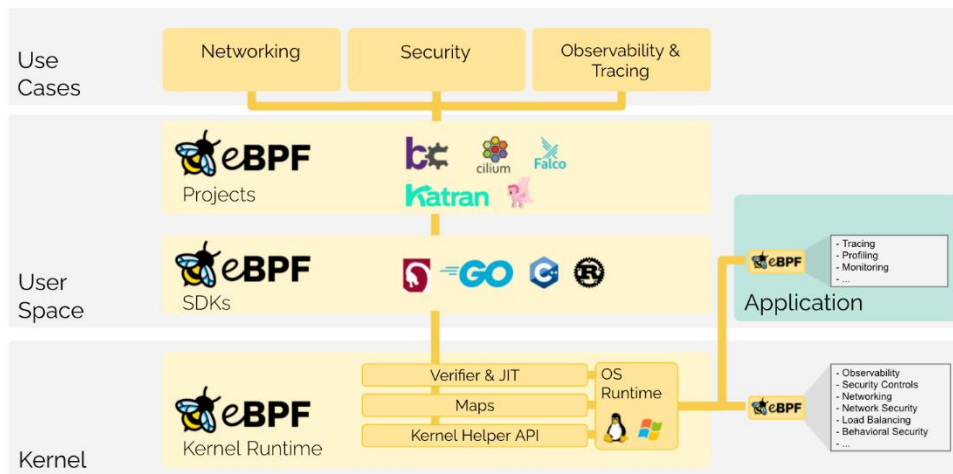 Use
Cases
Networking
Security
Observability &
Tracing
eBPF
Projects
bc
cilium
Falco
Katran
User
Space
eBPF
SDKs
GO
C++
R
eBPF
- Tracing
- Profiling
- Monitoring
- ...
Application
Kernel
eBPF
Kernel Runtime
Verifier & JIT
Maps
Kernel Helper API
OS
Runtime
eBPF
- Observability
- Security Controls
- Networking
- Network Security
- Load Balancing
- Behavioral Security
- ...